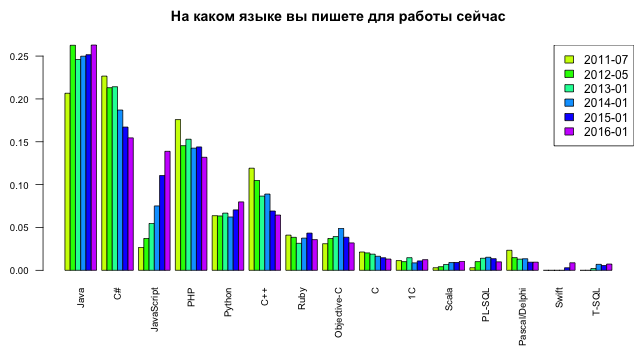 На каком языке вы пишете для работы сейчас
0.25
0.20
0.15
0.10
0.05
0.00
2011-07
2012-05
2013-01
2014-01
2015-01
2016-01
Java
C#
JavaScript
PHP
Python
C++
Ruby
Objective-C
C
1C
Scala
PL-SQL
Pascal/Delphi
Swift
T-SQL